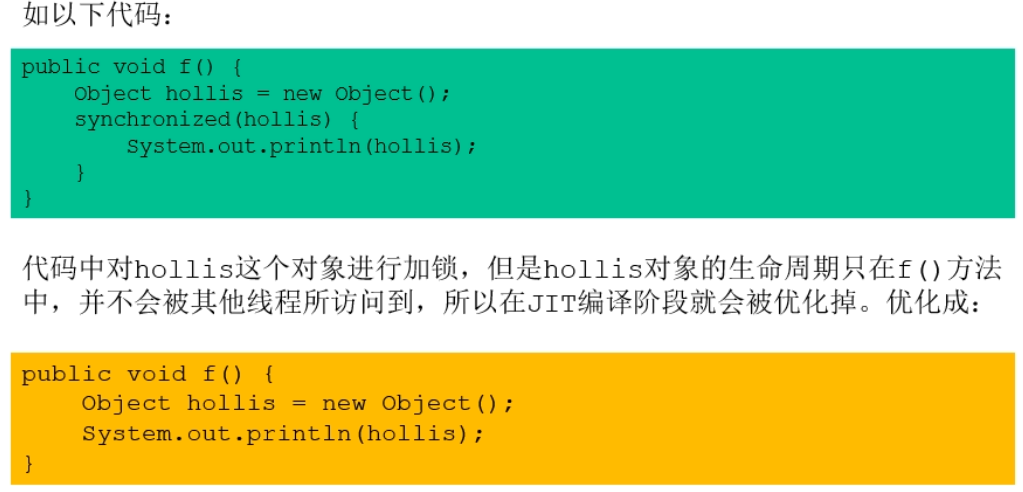 如以下代码:
public void f() {
    Object hollis = new Object();
    synchronized(hollis) {
        System.out.println(hollis);
    }
}
代码中对hollis这个对象进行加锁，但是hollis对象的生命周期只在f()方法
中，并不会被其他线程所访问到，所以在JIT编译阶段就会被优化掉。优化成:
public void f() {
    Object hollis = new Object();
    System.out.println(hollis);
}